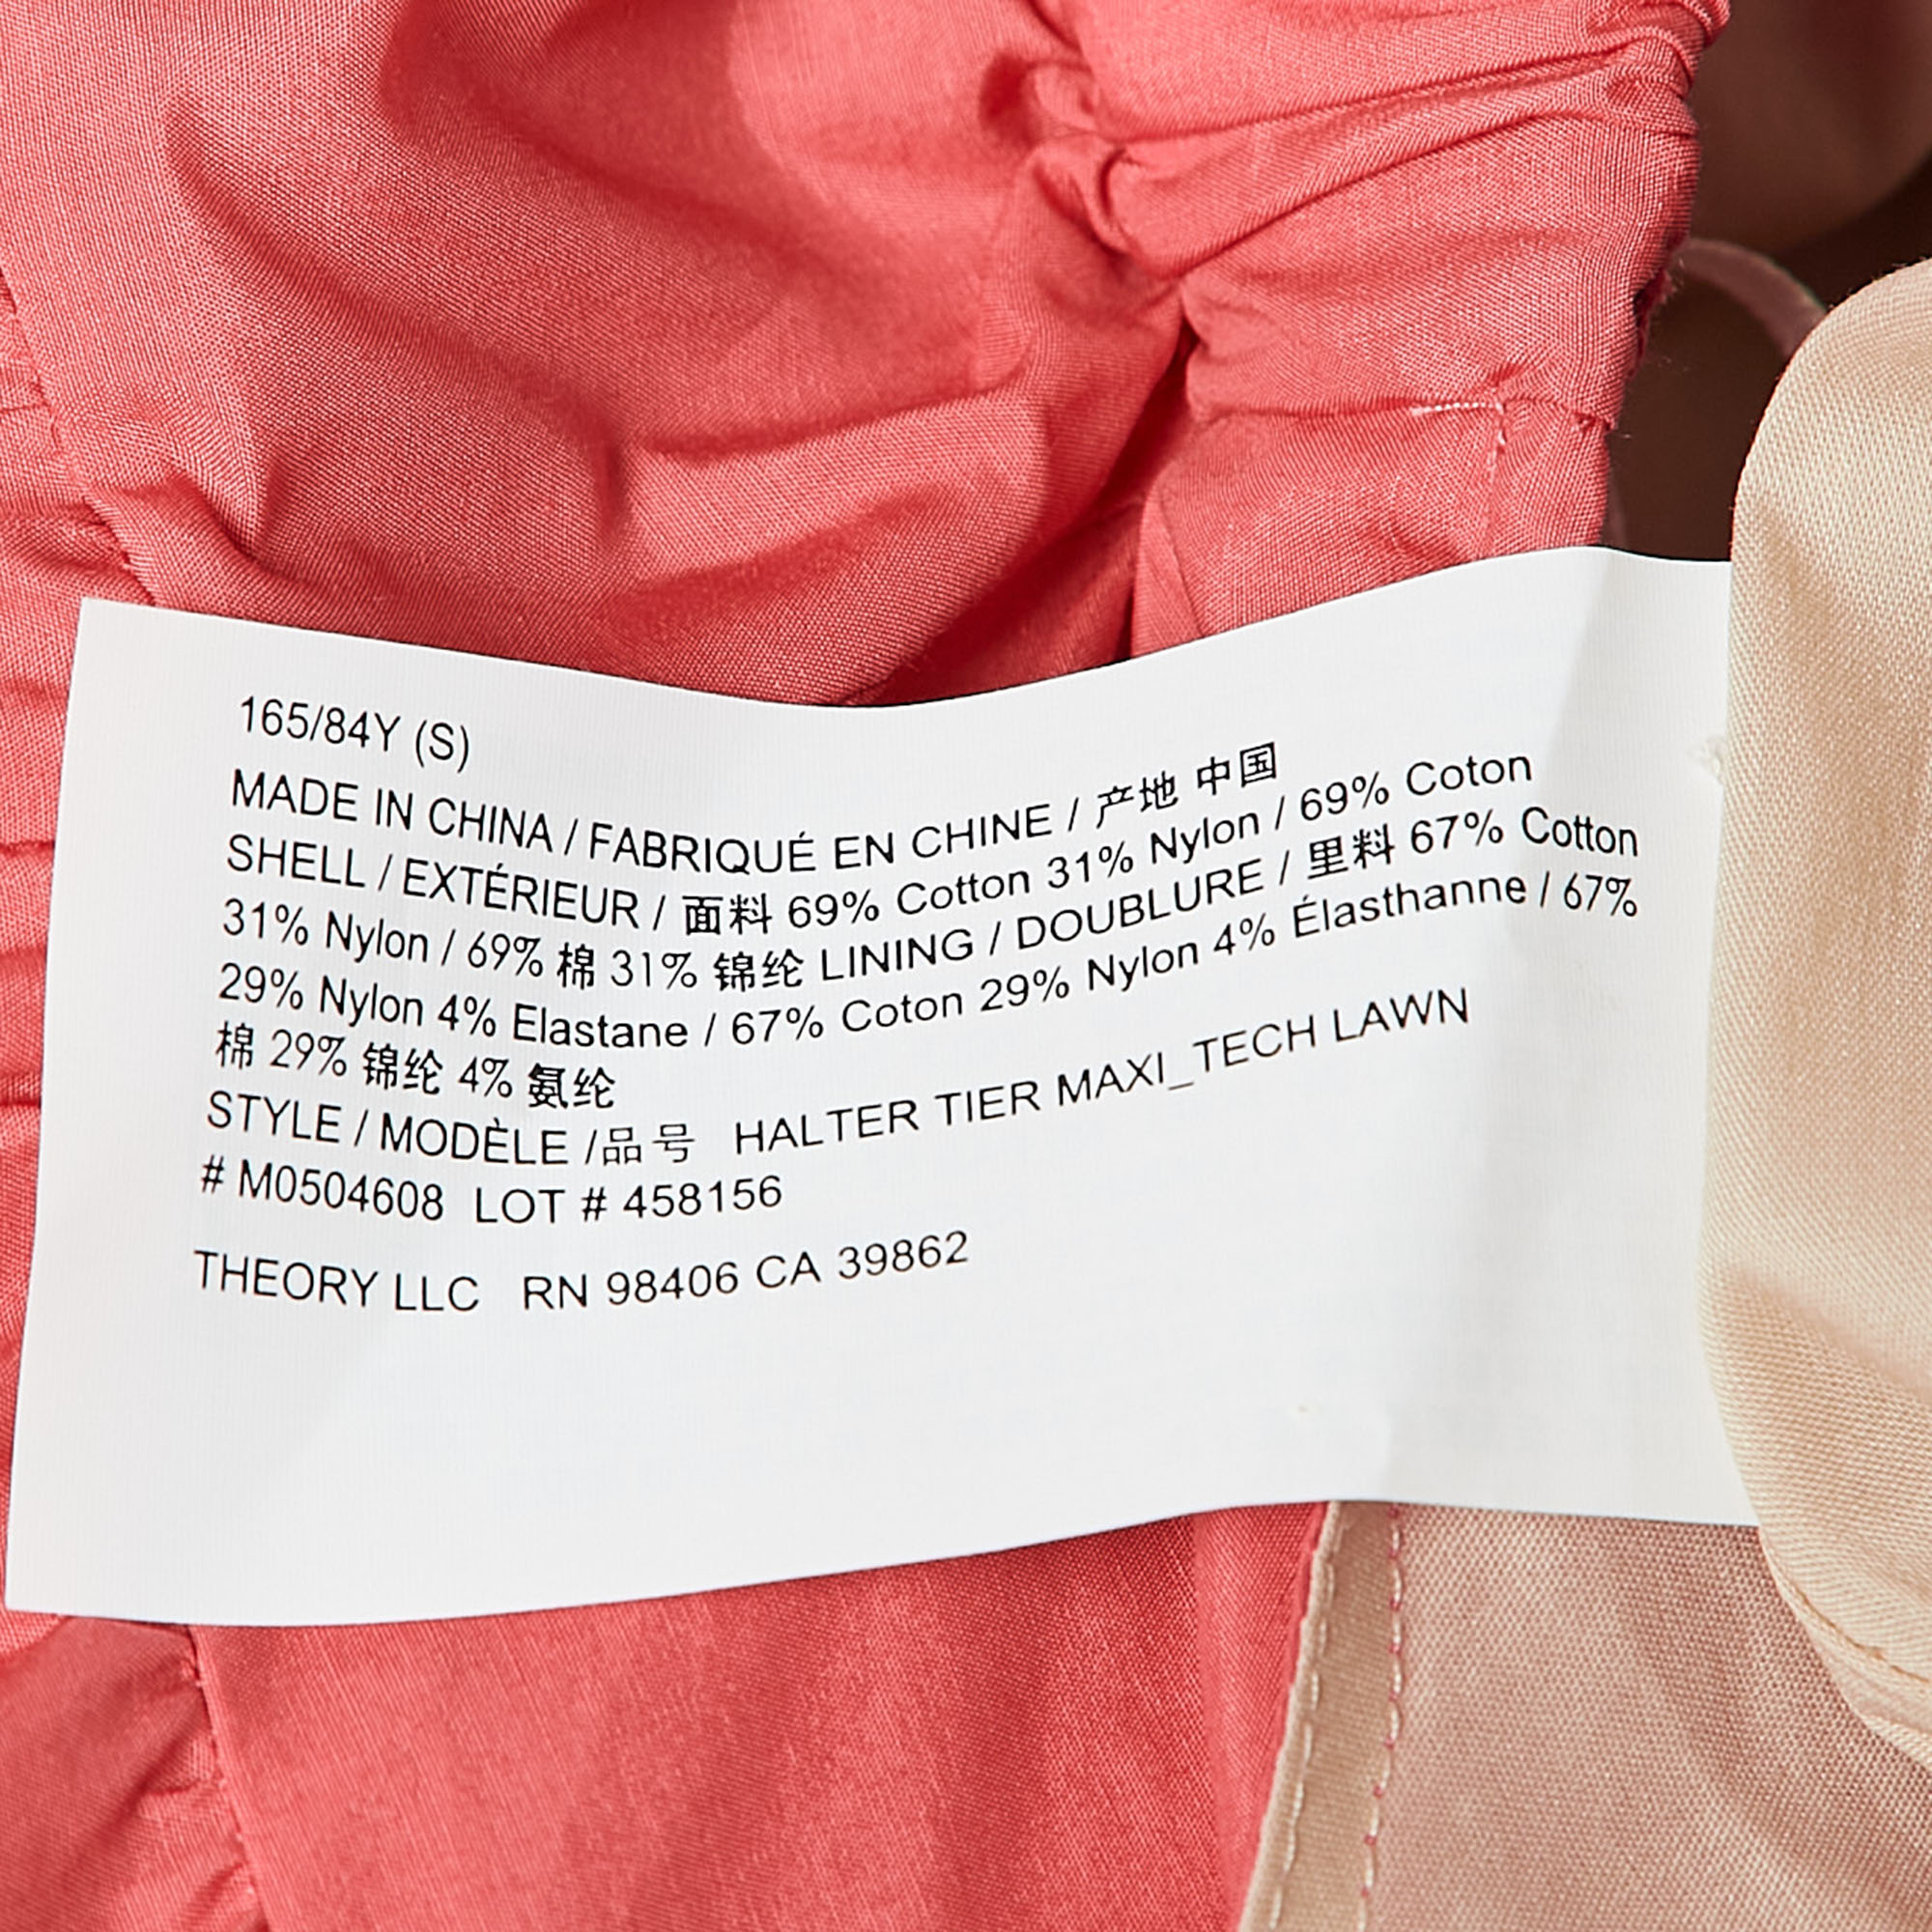 165/84Y (S)
MADE IN CHINA / FABRIQUÉ EN CHINE / 产地 中国
SHELL / EXTÉRIEUR / 面料 69% Cotton 31% Nylon / 69% Coton
31% Nylon / 69% 棉 31% 锦纶 LINING / DOUBLURE / 里料 67% Cotton
29% Nylon 4% Elastane / 67% Coton 29% Nylon 4% Élasthanne / 67%
棉 29% 锦纶 4% 氨纶
STYLE / MODÈLE /品号 HALTER TIER MAXI_TECH LAWN
# M0504608 LOT # 458156
THEORY LLC RN 98406 CA 39862